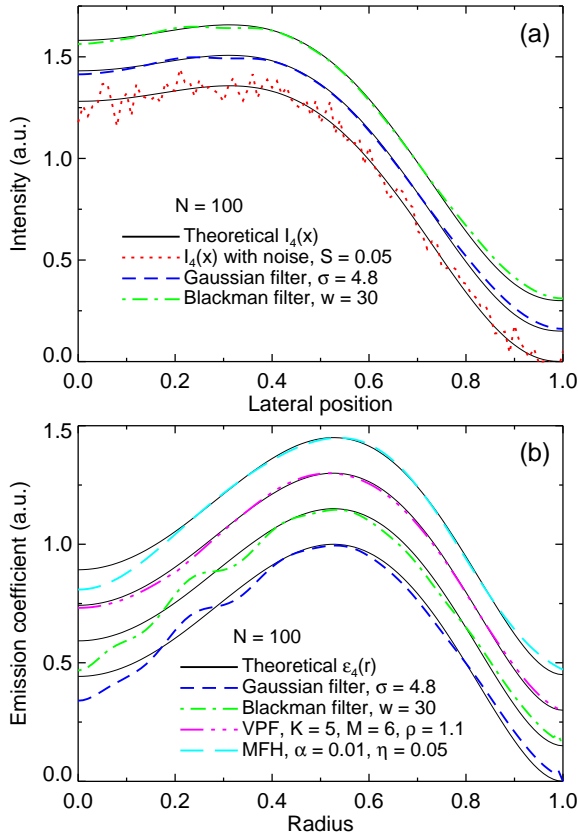 (a)
1.5
1.0
0.5
0.0
Intensity (a.u.)
N = 100
Theoretical I₄(x)
I₄(x) with noise, S = 0.05
Gaussian filter, σ = 4.8
Blackman filter, w = 30
0.0 0.2 0.4 0.6 0.8 1.0
Lateral position
(b)
1.5
1.0
0.5
0.0
Emission coefficient (a.u.)
N = 100
Theoretical ε₄(r)
Gaussian filter, σ = 4.8
Blackman filter, w = 30
VPF, K = 5, M = 6, ρ = 1.1
MFH, α = 0.01, η = 0.05
0.0 0.2 0.4 0.6 0.8 1.0
Radius